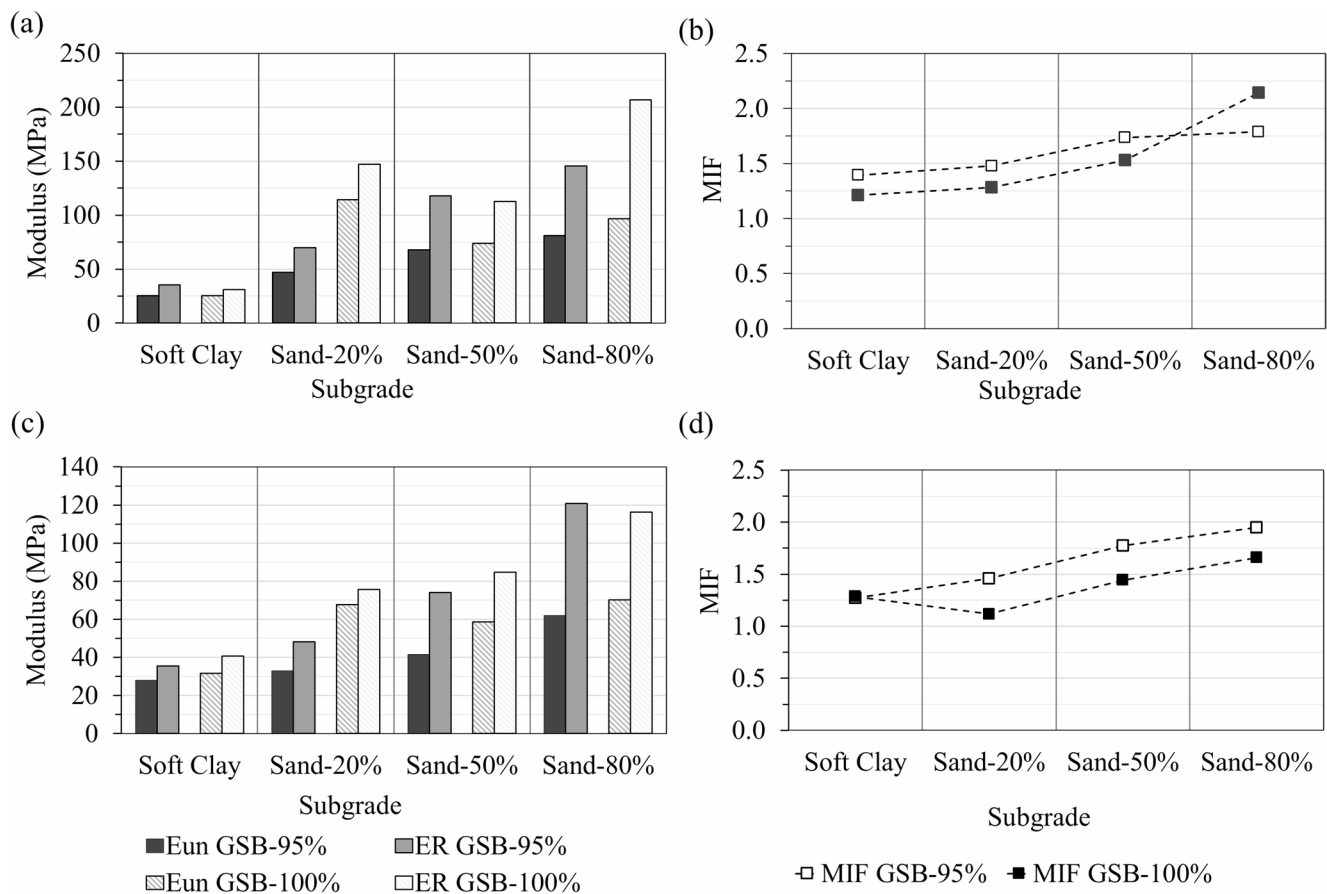 (a)
250
200
150
100
50
0
Modulus (MPa)
Soft Clay Sand-20% Sand-50% Sand-80%
Subgrade
(b)
2.5
2.0
1.5
1.0
0.5
0.0
MIF
Soft Clay Sand-20% Sand-50% Sand-80%
Subgrade
(c)
140
120
100
80
60
40
20
0
Modulus (MPa)
Soft Clay Sand-20% Sand-50% Sand-80%
Subgrade
Eun GSB-95% ER GSB-95%
Eun GSB-100% ER GSB-100%
(d)
2.5
2.0
1.5
1.0
0.5
0.0
MIF
Soft Clay Sand-20% Sand-50% Sand-80%
Subgrade
MIF GSB-95% MIF GSB-100%